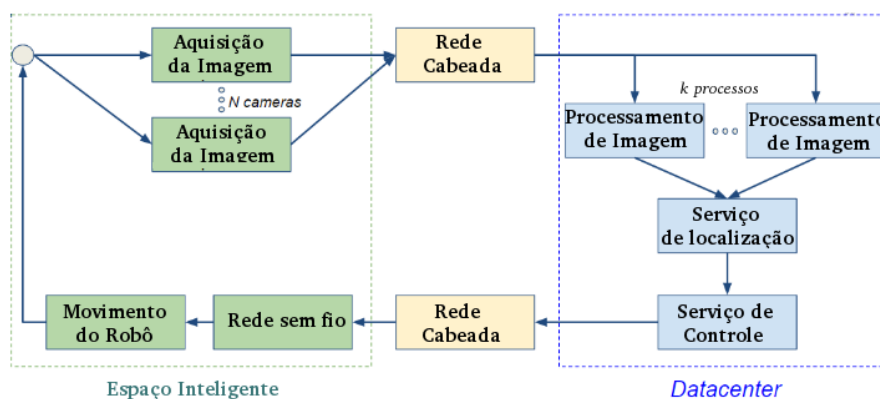 Aquisição
da Imagem
N cameras
Aquisição
da Imagem
Rede
Cabeada
k processos
Processamento
de Imagem
Processamento
de Imagem
Serviço
de localização
Serviço de
Controle
Rede
Cabeada
Rede sem fio
Movimento
do Robô
Espaço Inteligente
Datacenter